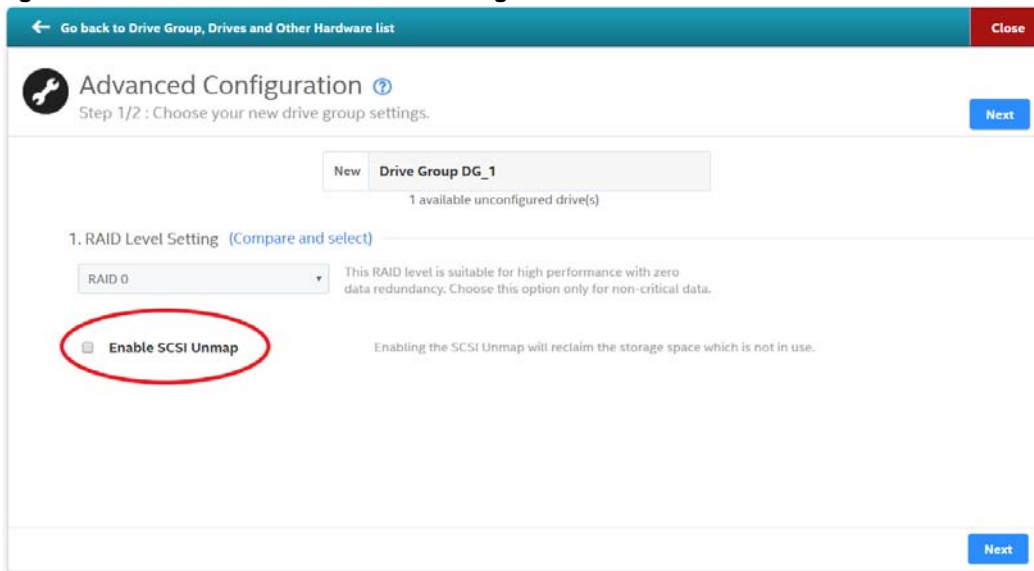 ← Go back to Drive Group, Drives and Other Hardware list
Close
Advanced Configuration ?
Step 1/2 : Choose your new drive group settings.
Next
New Drive Group DG_1
1 available unconfigured drive(s)
1. RAID Level Setting (Compare and select)
RAID 0
This RAID level is suitable for high performance with zero
data redundancy. Choose this option only for non-critical data.
Enable SCSI Unmap
Enabling the SCSI Unmap will reclaim the storage space which is not in use.
Next